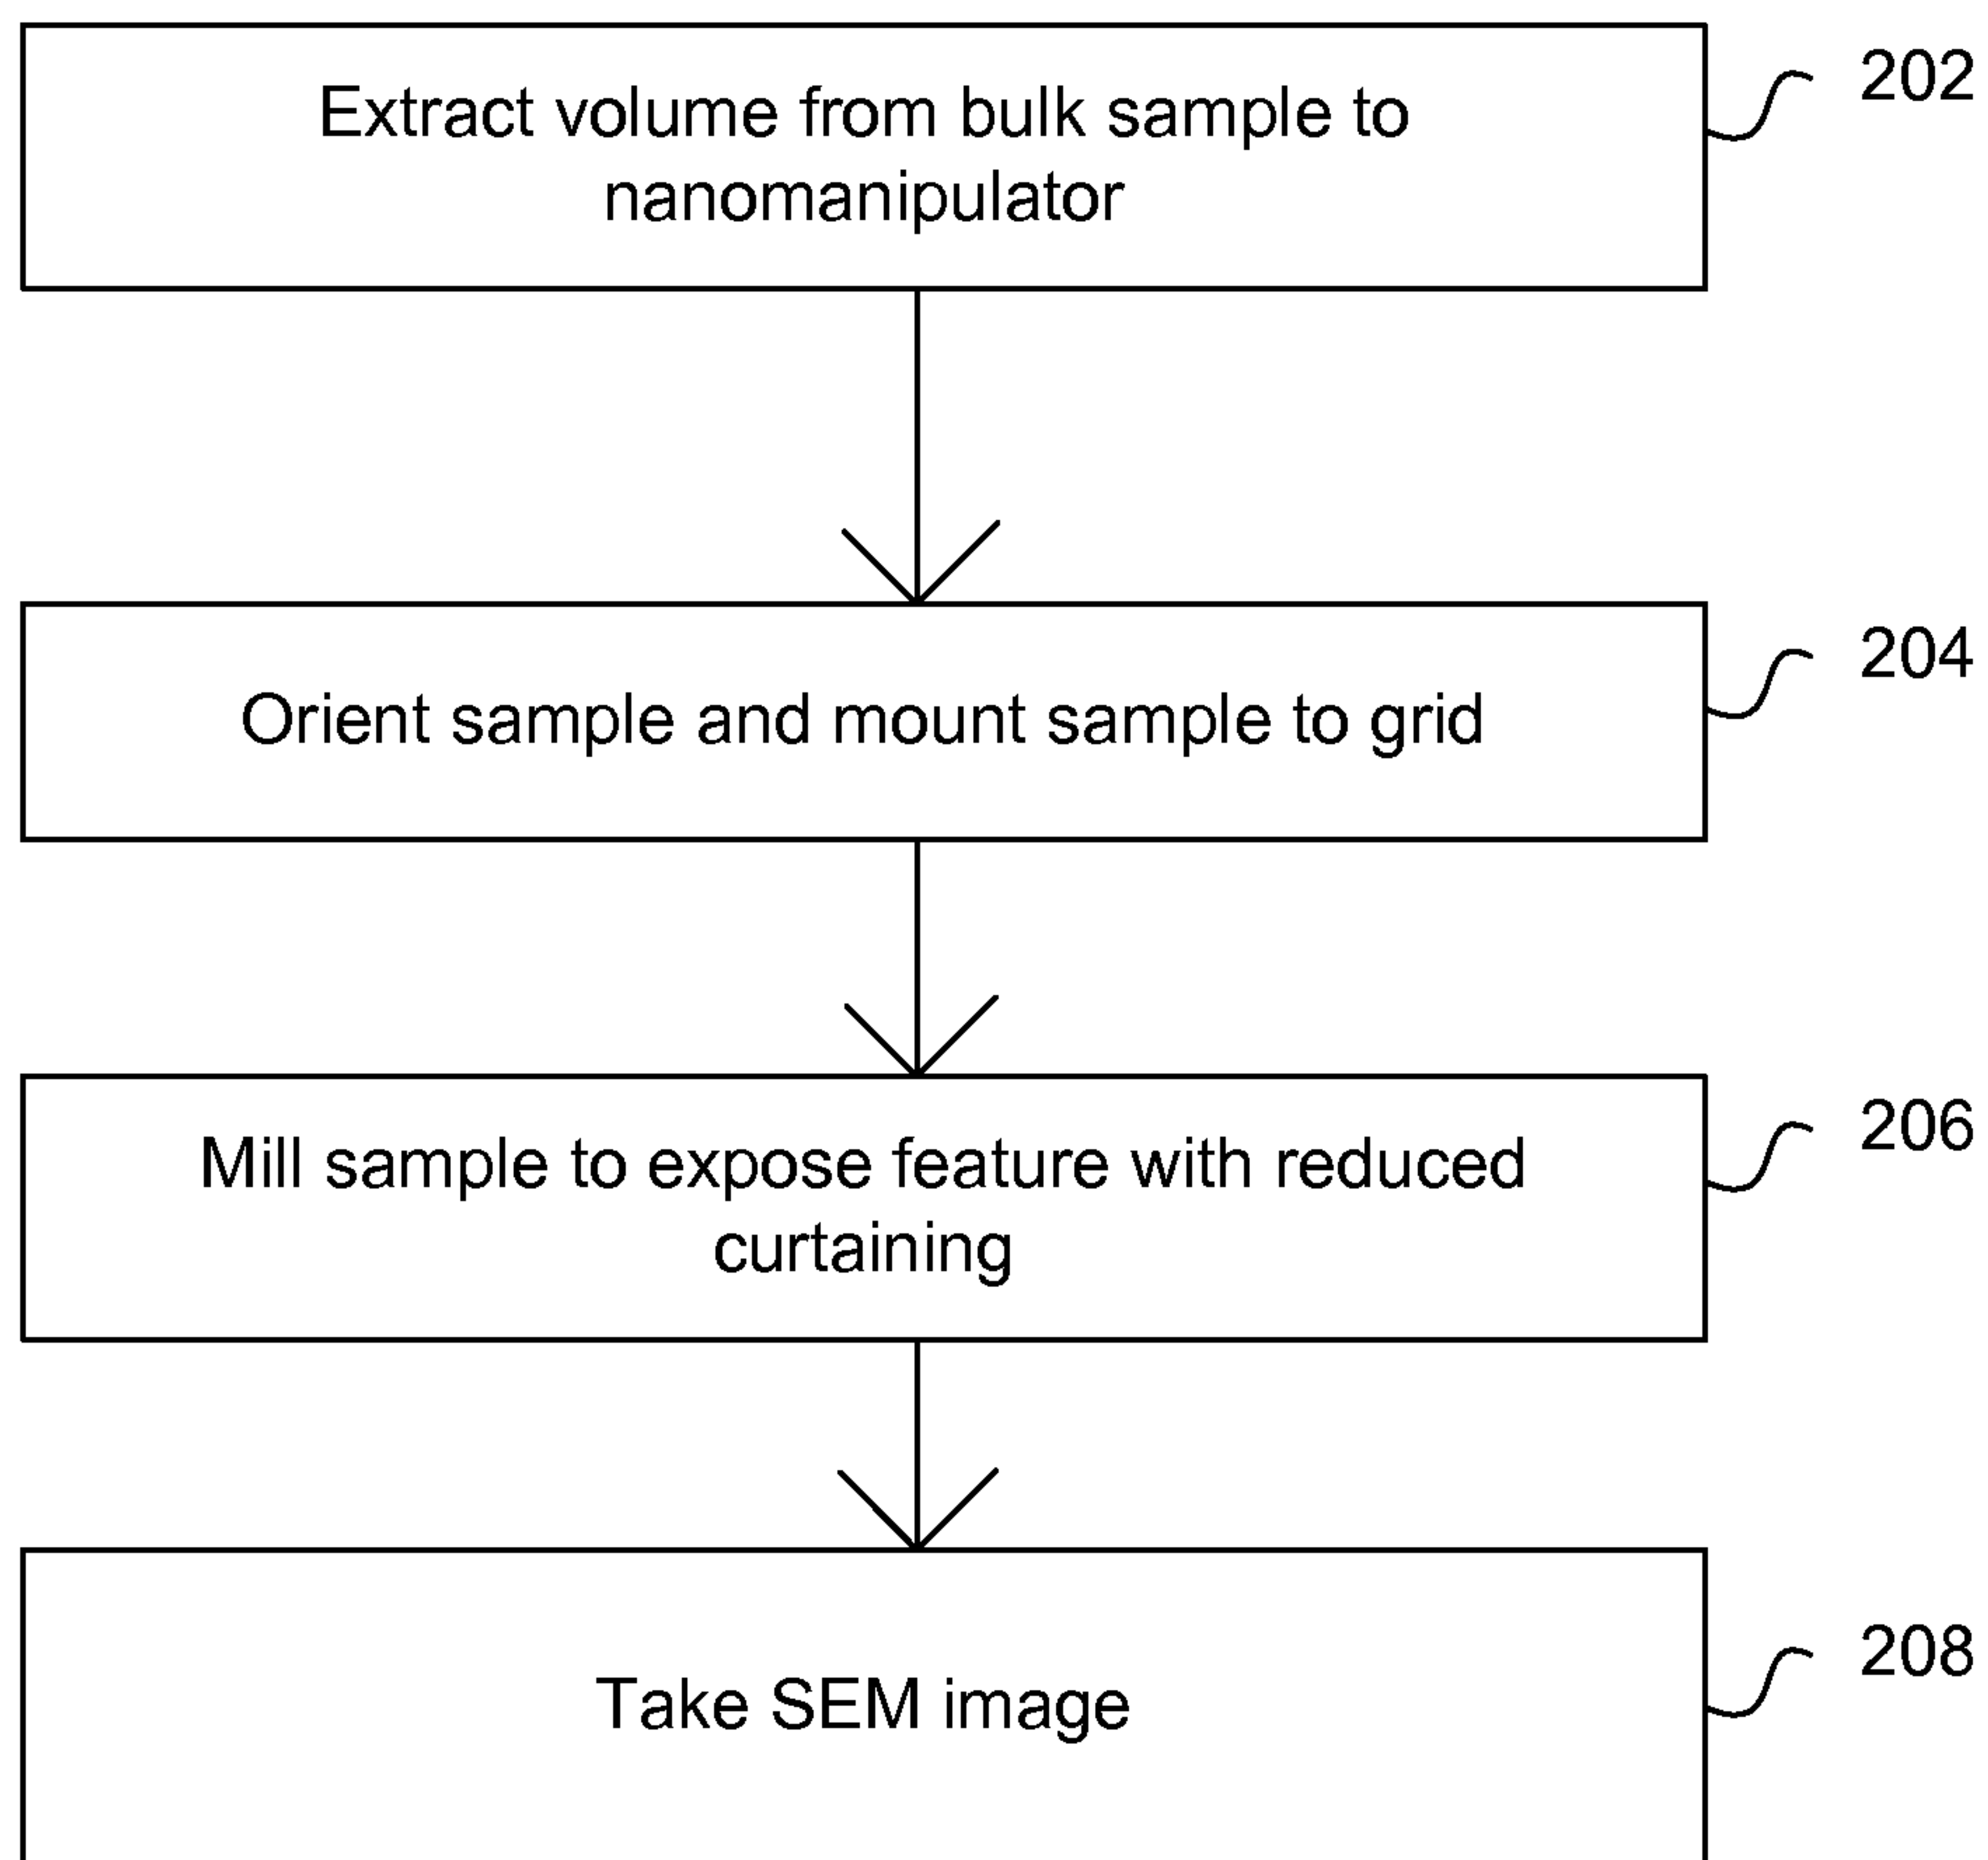 Extract volume from bulk sample to
nanomanipulator
202
Orient sample and mount sample to grid
204
Mill sample to expose feature with reduced
curtaining
206
Take SEM image
208